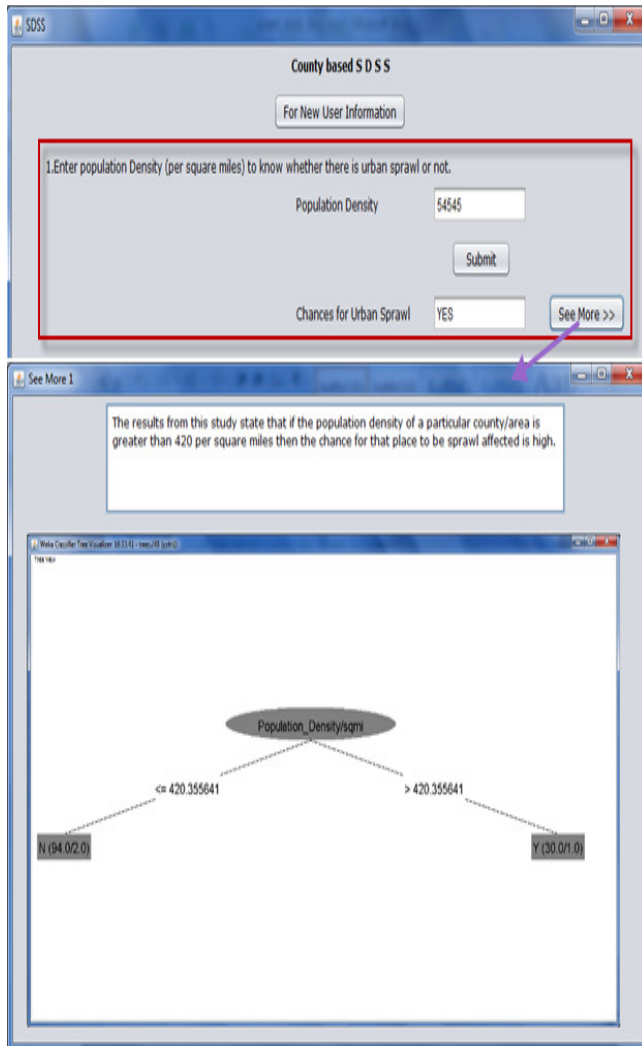 SDSS
County based S D S S
For New User Information
1.Enter population Density (per square miles) to know whether there is urban sprawl or not.
Population Density 54545
Submit
Chances for Urban Sprawl YES See More >>
See More 1
The results from this study state that if the population density of a particular county/area is
greater than 420 per square miles then the chance for that place to be sprawl affected is high.
Weka Classifier Tree Visualizer
Tree View
Population_Density/sqmi
<= 420.355641 > 420.355641
N (94.0/2.0) Y (30.0/1.0)